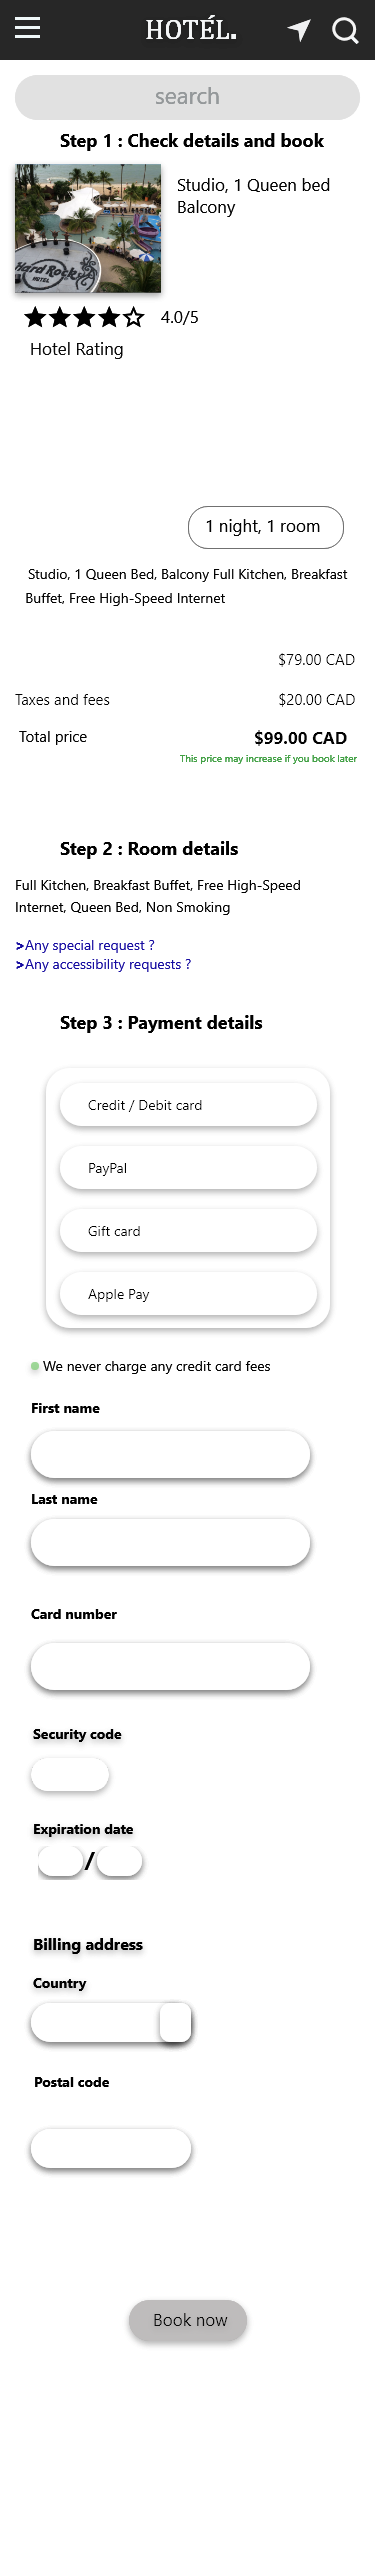 HOTÉL.
search
Step 1 : Check details and book
Studio, 1 Queen bed
Balcony
Hard Rock
HOTEL
4.0/5
Hotel Rating
1 night, 1 room
Studio, 1 Queen Bed, Balcony Full Kitchen, Breakfast
Buffet, Free High-Speed Internet
$79.00 CAD
Taxes and fees $20.00 CAD
Total price $99.00 CAD
This price may increase if you book later
Step 2 : Room details
Full Kitchen, Breakfast Buffet, Free High-Speed
Internet, Queen Bed, Non Smoking
>Any special request ?
>Any accessibility requests ?
Step 3 : Payment details
Credit / Debit card
PayPal
Gift card
Apple Pay
We never charge any credit card fees
First name
Last name
Card number
Security code
Expiration date
/
Billing address
Country
Postal code
Book now